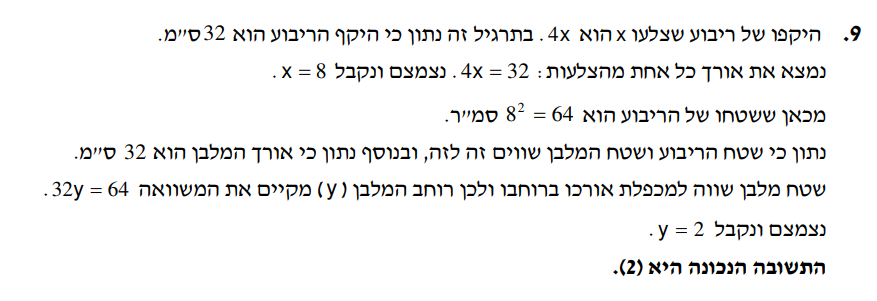 9. היקפו של ריבוע שצלעו x הוא 4x. בתרגיל זה נתון כי היקף הריבוע הוא 32 ס״מ.
נמצא את אורך כל אחת מהצלעות: 4x = 32. נצמצם ונקבל x = 8.
מכאן ששטחו של הריבוע הוא 8² = 64 סמ״ר.
נתון כי שטח הריבוע ושטח המלבן שווים זה לזה, ובנוסף נתון כי אורך המלבן הוא 32 ס״מ.
שטח מלבן שווה למכפלת אורכו ברוחבו ולכן רוחב המלבן (y) מקיים את המשוואה 32y = 64.
נצמצם ונקבל y = 2.
התשובה הנכונה היא (2).